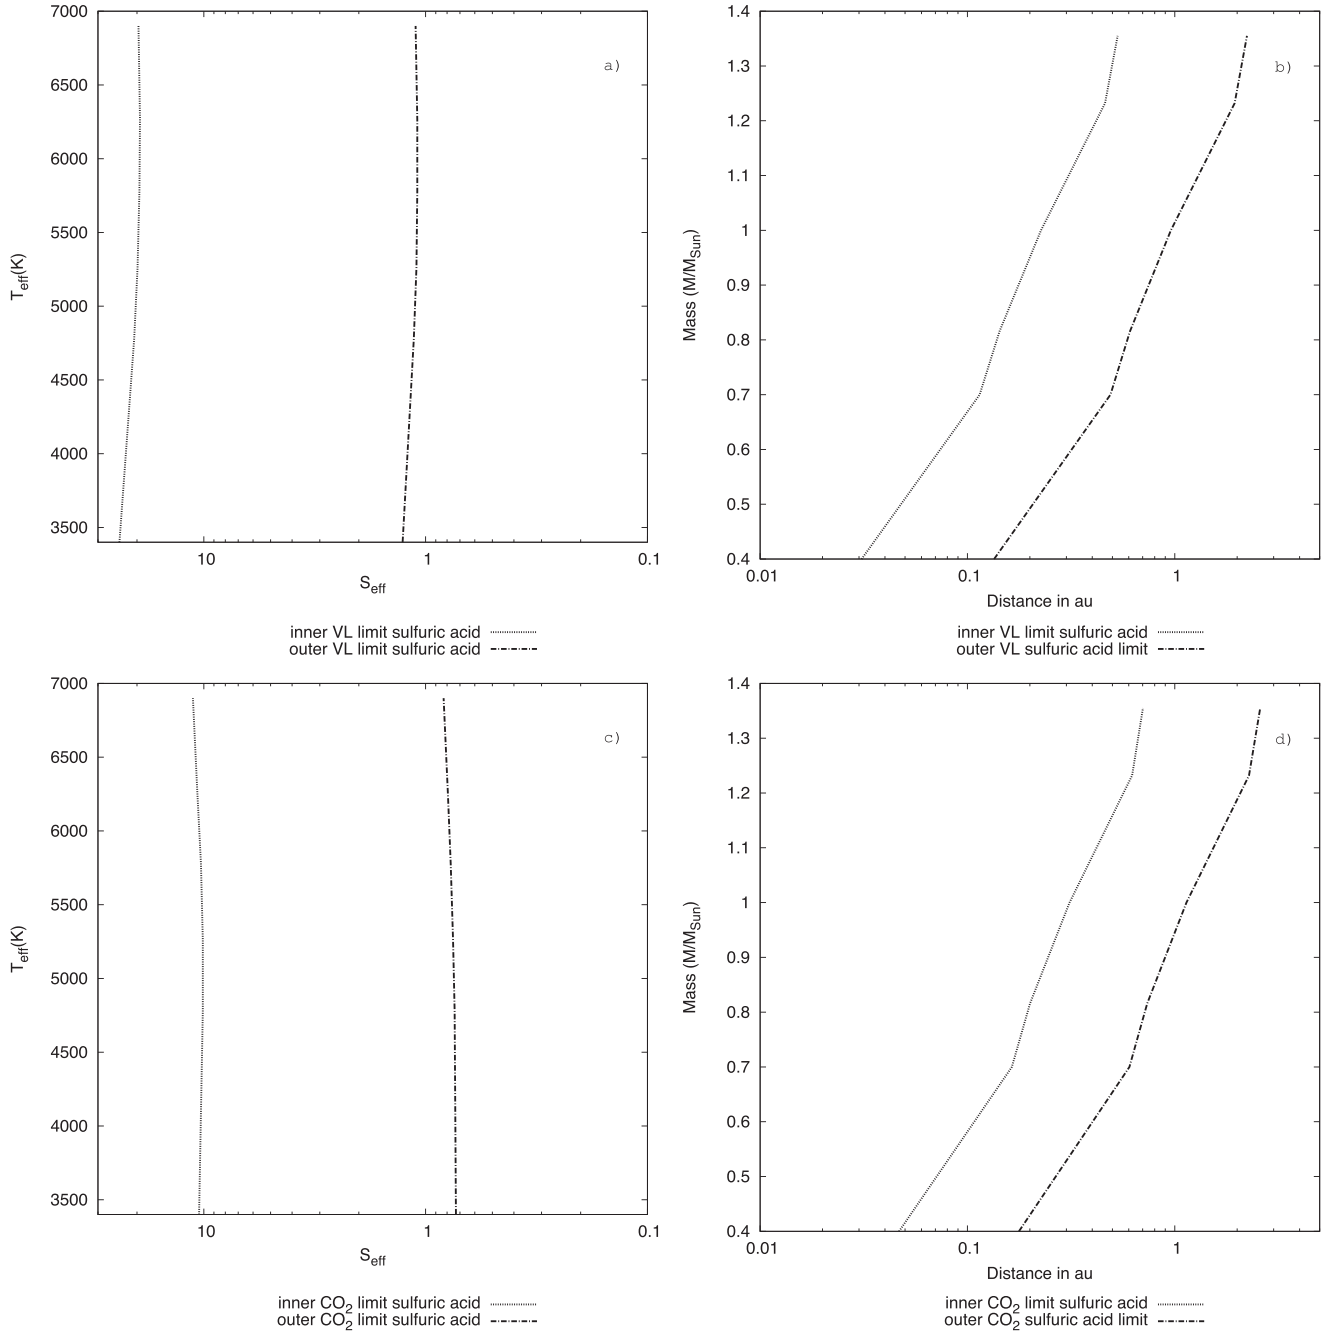 7000
6500
6000
5500
5000
4500
4000
3500
T_eff(K)
10
1
0.1
S_eff
a)
inner VL limit sulfuric acid
outer VL limit sulfuric acid
1.4
1.3
1.2
1.1
1
0.9
0.8
0.7
0.6
0.5
0.4
Mass (M/M_Sun)
0.01
0.1
1
Distance in au
b)
inner VL limit sulfuric acid
outer VL sulfuric acid limit
7000
6500
6000
5500
5000
4500
4000
3500
T_eff(K)
10
1
0.1
S_eff
c)
inner CO_2 limit sulfuric acid
outer CO_2 limit sulfuric acid
1.4
1.3
1.2
1.1
1
0.9
0.8
0.7
0.6
0.5
0.4
Mass (M/M_Sun)
0.01
0.1
1
Distance in au
d)
inner CO_2 limit sulfuric acid
outer CO_2 sulfuric acid limit